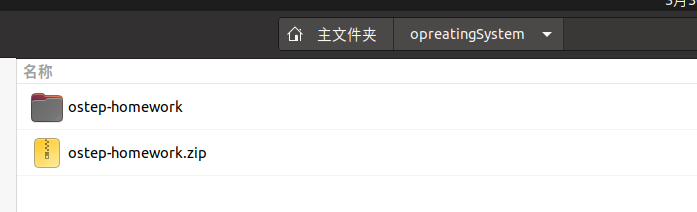 主文件夹 opreatingSystem
名称
ostep-homework
ostep-homework.zip